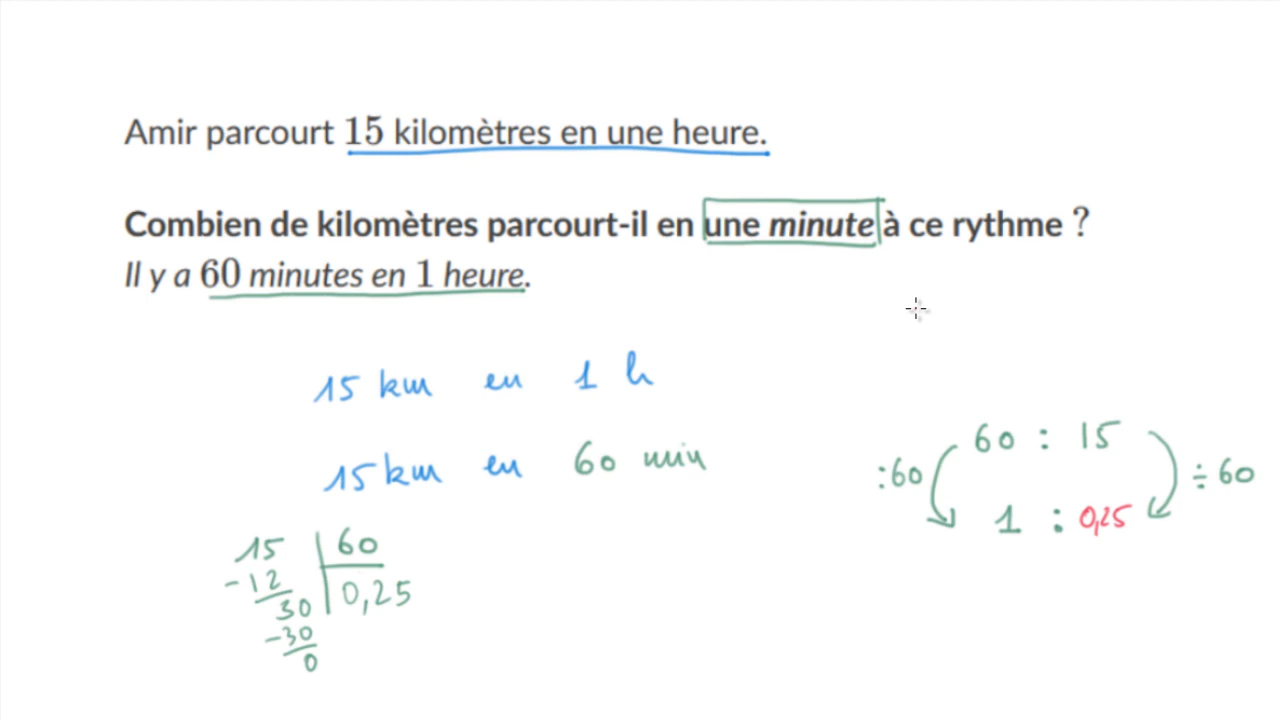 Amir parcourt 15 kilomètres en une heure.
Combien de kilomètres parcourt-il en une minute à ce rythme ?
Il y a 60 minutes en 1 heure.
15 km en 1 h
15 km en 60 min
60 : 15
:60
÷ 60
1 : 0,25
15 | 60
-12 | 0,25
30
-30
0